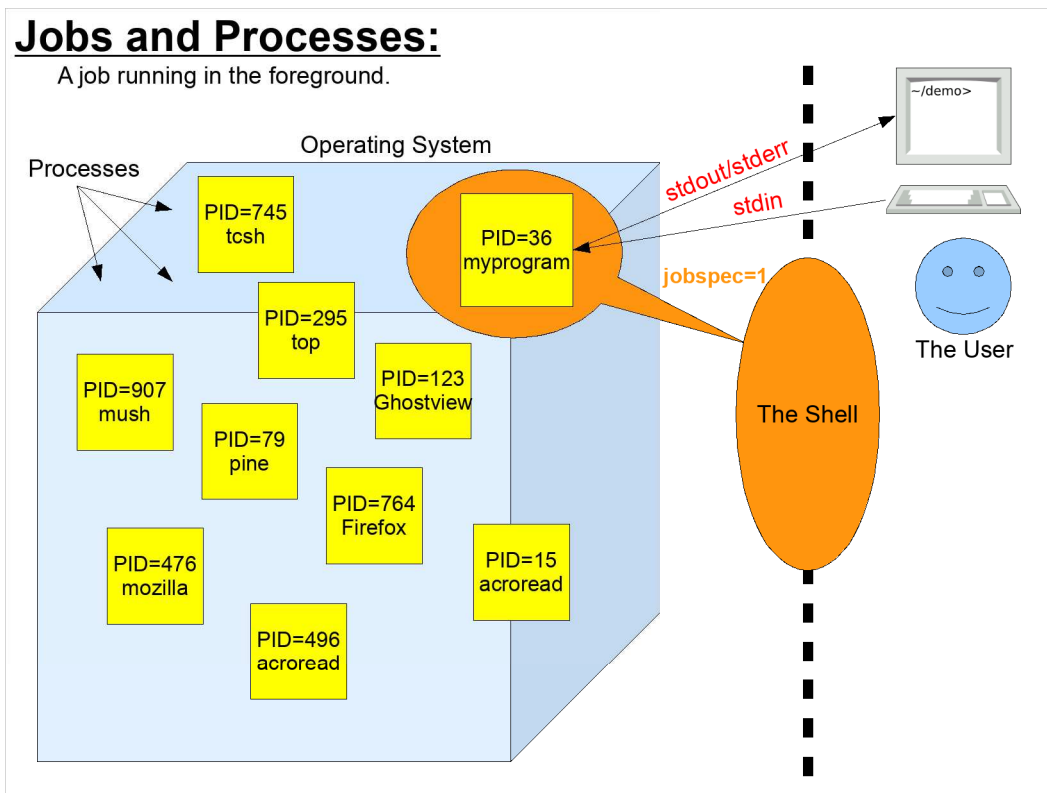 Jobs and Processes:
A job running in the foreground.
~/demo>
Operating System
Processes
stdout/stderr
stdin
PID=745
tcsh
PID=36
myprogram
jobspec=1
PID=295
top
The User
PID=907
mush
PID=123
Ghostview
PID=79
pine
The Shell
PID=764
Firefox
PID=476
mozilla
PID=15
acroread
PID=496
acroread